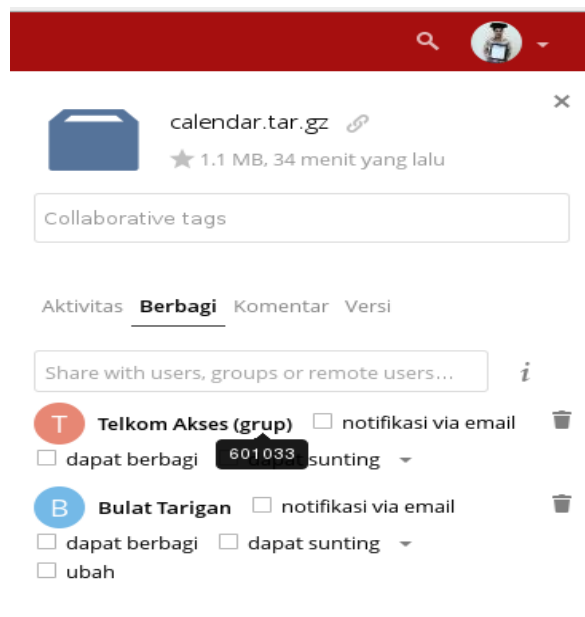 calendar.tar.gz
1.1 MB, 34 menit yang lalu
Collaborative tags
Aktivitas Berbagi Komentar Versi
Share with users, groups or remote users... i
T Telkom Akses (grup) notifikasi via email
dapat berbagi 601033 sunting
B Bulat Tarigan notifikasi via email
dapat berbagi dapat sunting
ubah